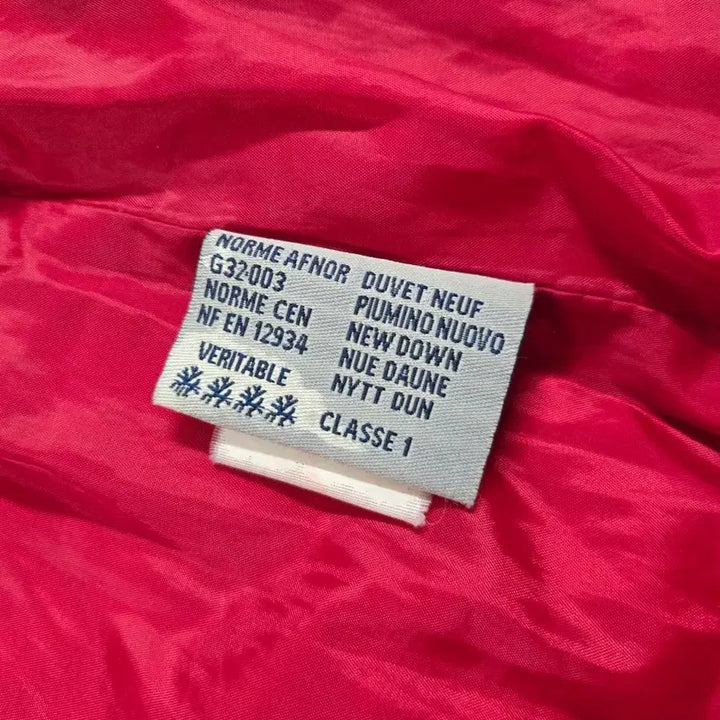 NORME AFNOR
G32-003
NORME CEN
NF EN 12934
VERITABLE
DUVET NEUF
PIUMINO NUOVO
NEW DOWN
NUE DAUNE
NYTT DUN
CLASSE 1